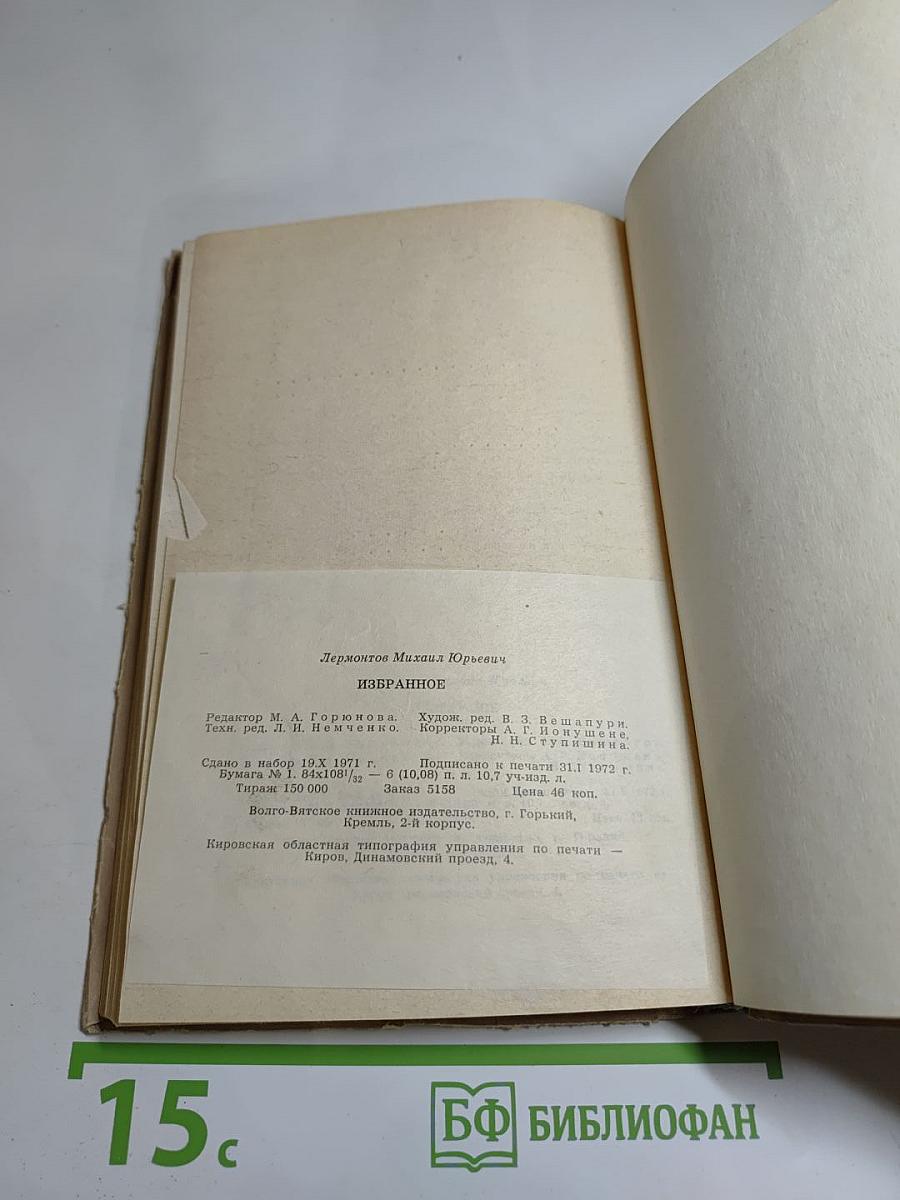 Лермонтов Михаил Юрьевич
ИЗБРАННОЕ
Редактор М. А. Горюнова. Худож. ред. В. З. Вешапури.
Техн. ред. Л. И. Немченко. Корректоры А. Г. Ионушене,
Н. Н. Ступишина.
Сдано в набор 19.X 1971 г. Подписано к печати 31.I 1972 г.
Бумага № 1. 84x108¹/₃₂ — 6 (10,08) п. л. 10,7 уч-изд. л.
Тираж 150 000 Заказ 5158 Цена 46 коп.
Волго-Вятское книжное издательство, г. Горький,
Кремль, 2-й корпус.
Кировская областная типография управления по печати —
Киров, Динамовский проезд, 4.
15 с
БФ БИБЛИОФАН